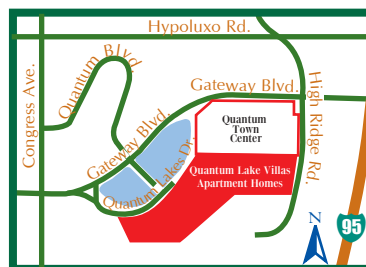 Hypoluxo Rd.
Quantum Blvd.
Gateway Blvd.
Congress Ave.
High Ridge Rd.
Gateway Blvd.
Quantum
Town
Center
Quantum Lakes Dr.
Quantum Lake Villas
Apartment Homes
N
95